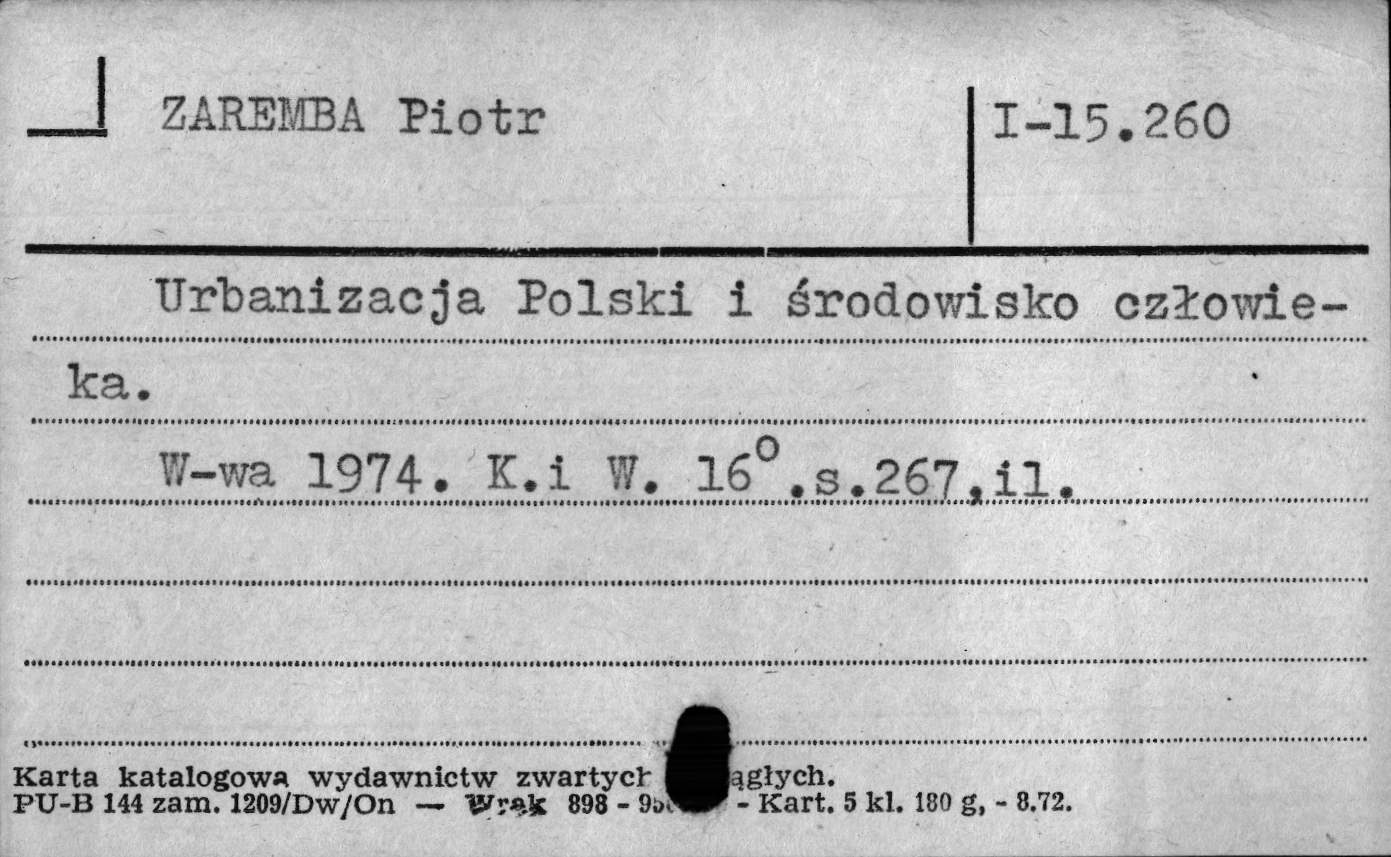 ZAREMBA Piotr
I-15.260
Urbanizacja Polski i środowisko człowie-
ka.
W-wa 1974. K.i W. 16°.s.267,il.
Karta katalogowa wydawnictw zwartych
PU-B 144 zam. 1209/Dw/On — 898 - Kart. 5 kl. 180 g, - 8.72.